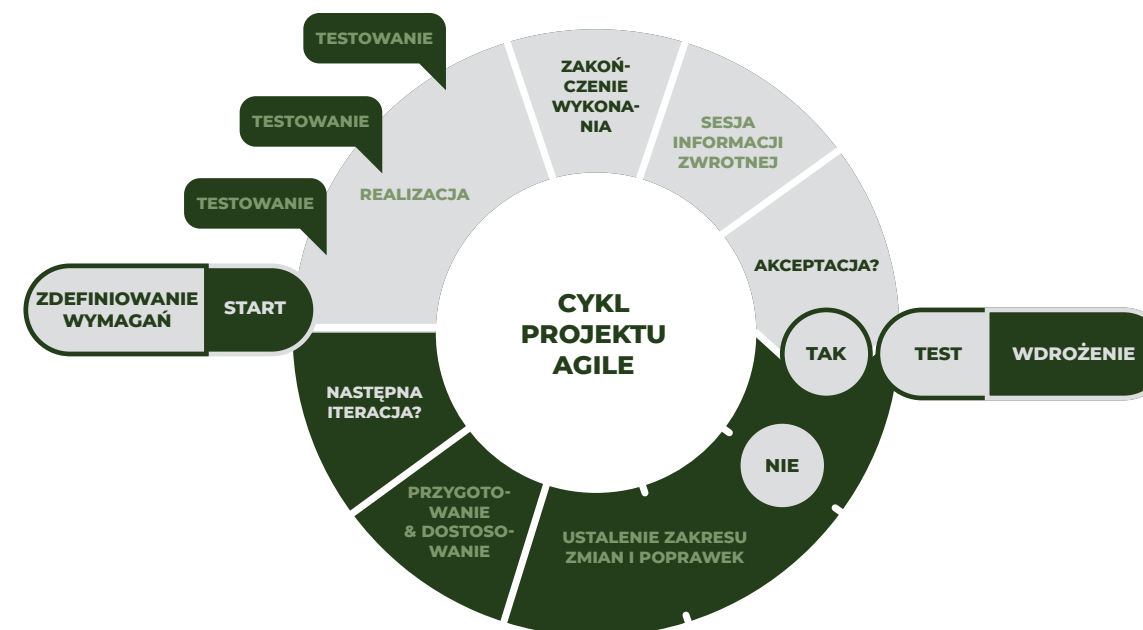 TESTOWANIE
TESTOWANIE
TESTOWANIE
REALIZACJA
ZAKOŃ-
CZENIE
WYKONA-
NIA
SESJA
INFORMACJI
ZWROTNEJ
AKCEPTACJA?
ZDEFINIOWANIE
WYMAGAŃ
START
CYKL
PROJEKTU
AGILE
TAK
TEST
WDROŻENIE
NIE
NASTĘPNA
ITERACJA?
PRZYGOTO-
WANIE
& DOSTOSO-
WANIE
USTALENIE ZAKRESU
ZMIAN I POPRAWEK